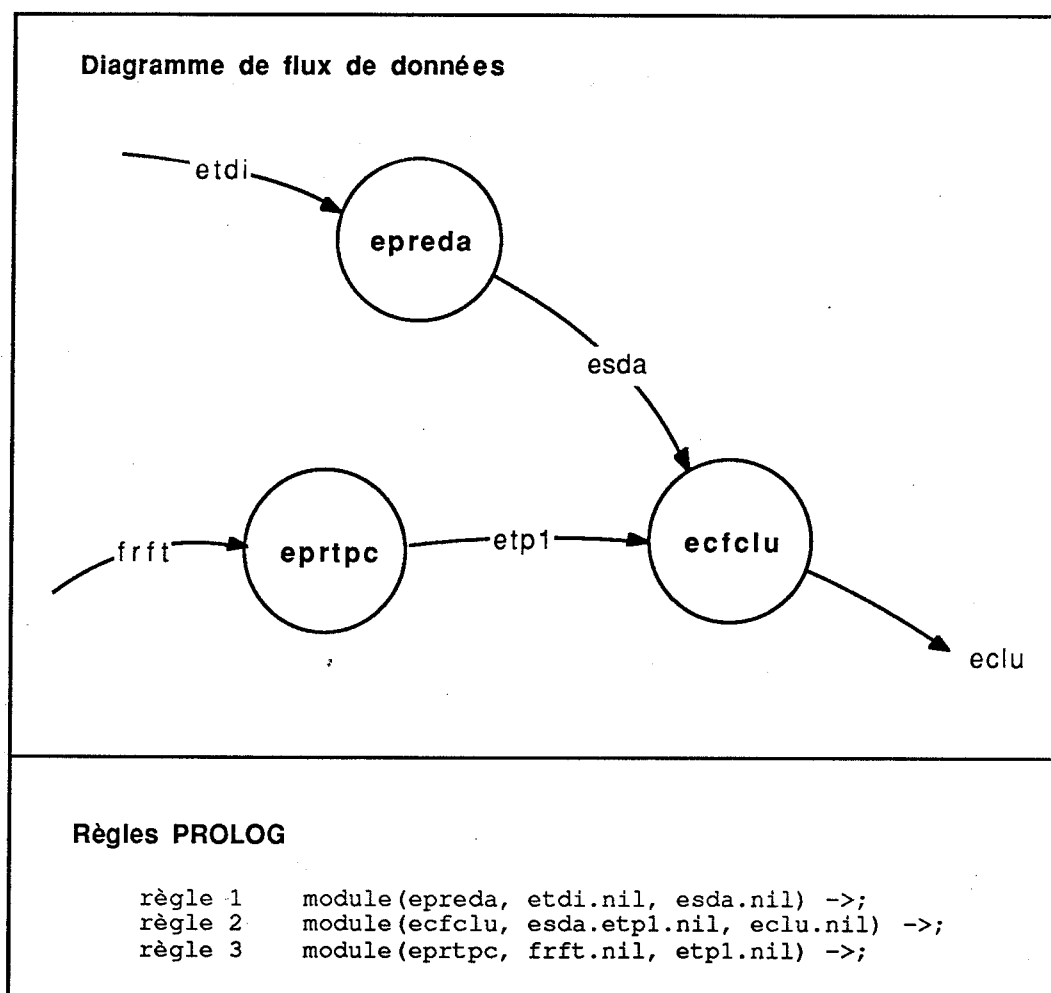 Diagramme de flux de données
etdi
epreda
esda
frft
eprtpc
etp1
ecfclu
eclu
Règles PROLOG
règle 1 module(epreda, etdi.nil, esda.nil) ->;
règle 2 module(ecfclu, esda.etp1.nil, eclu.nil) ->;
règle 3 module(eprtpc, frft.nil, etp1.nil) ->;